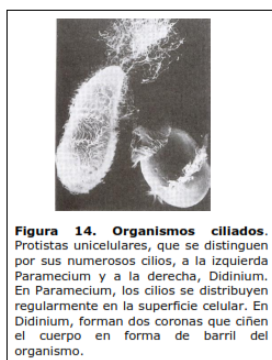 Figura 14. Organismos ciliados.
Protistas unicelulares, que se distinguen
por sus numerosos cilios, a la izquierda
Paramecium y a la derecha, Didinium.
En Paramecium, los cilios se distribuyen
regularmente en la superficie celular. En
Didinium, forman dos coronas que ciñen
el cuerpo en forma de barril del
organismo.